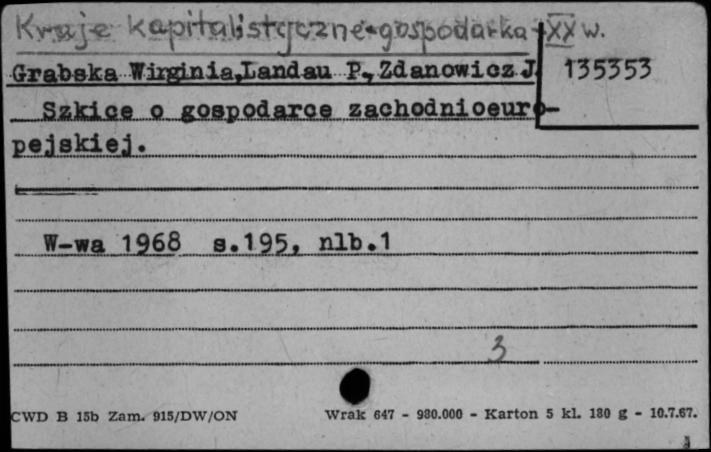 Kraje kapitalistyczne-gospodarka-XX w.
Grabska Wirginia,Landau P.,Zdanowicz J. 135353
Szkice o gospodarce zachodnioeuro-
pejskiej.
W-wa 1968 s.195, nlb.1
3
CWD B 15b Zam. 915/DW/ON Wrak 647 - 980.000 - Karton 5 kl. 180 g - 10.7.67.